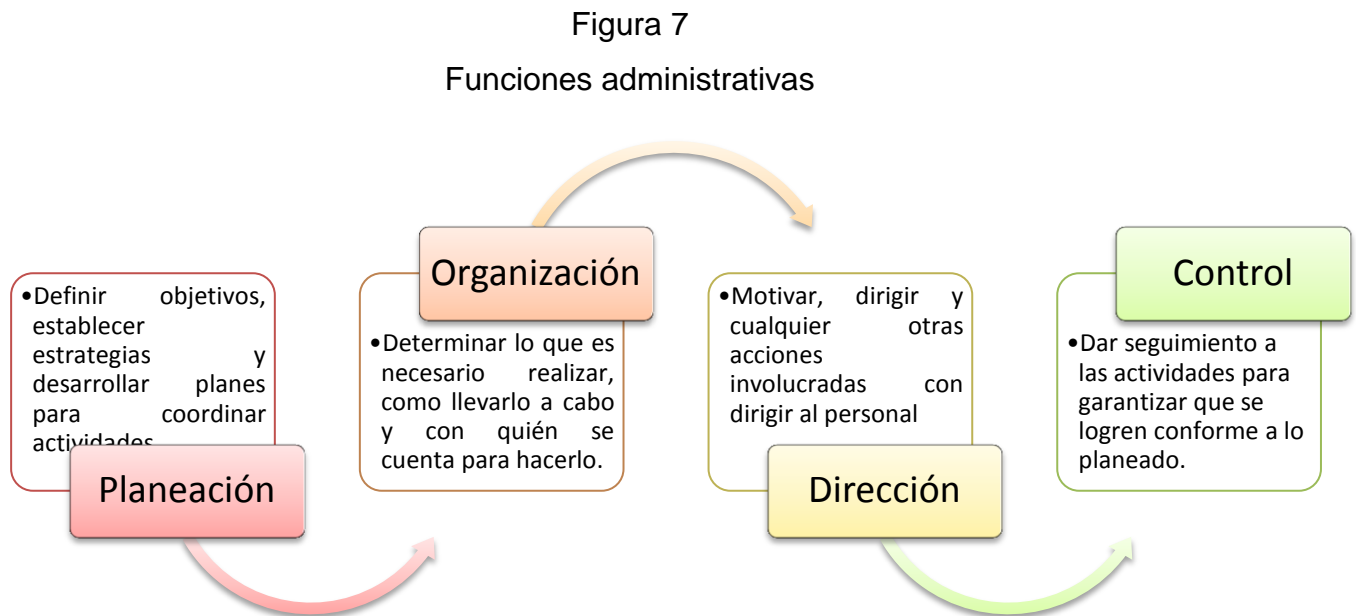 Figura 7
Funciones administrativas
•Definir objetivos,
establecer
estrategias y
desarrollar planes
para coordinar
actividades
Planeación
Organización
•Determinar lo que es
necesario realizar,
como llevarlo a cabo
y con quién se
cuenta para hacerlo.
•Motivar, dirigir y
cualquier otras
acciones
involucradas con
dirigir al personal
Dirección
Control
•Dar seguimiento a
las actividades para
garantizar que se
logren conforme a lo
planeado.